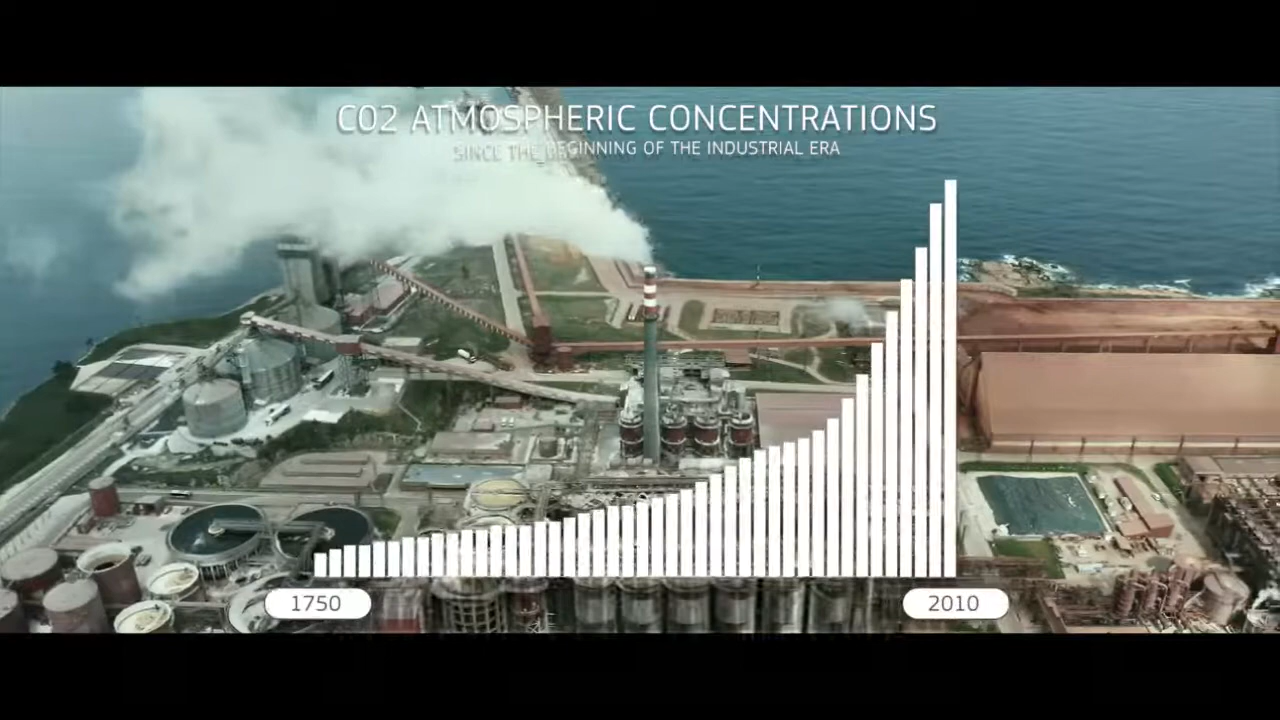 CO2 ATMOSPHERIC CONCENTRATIONS
SINCE THE BEGINNING OF THE INDUSTRIAL ERA
1750
2010